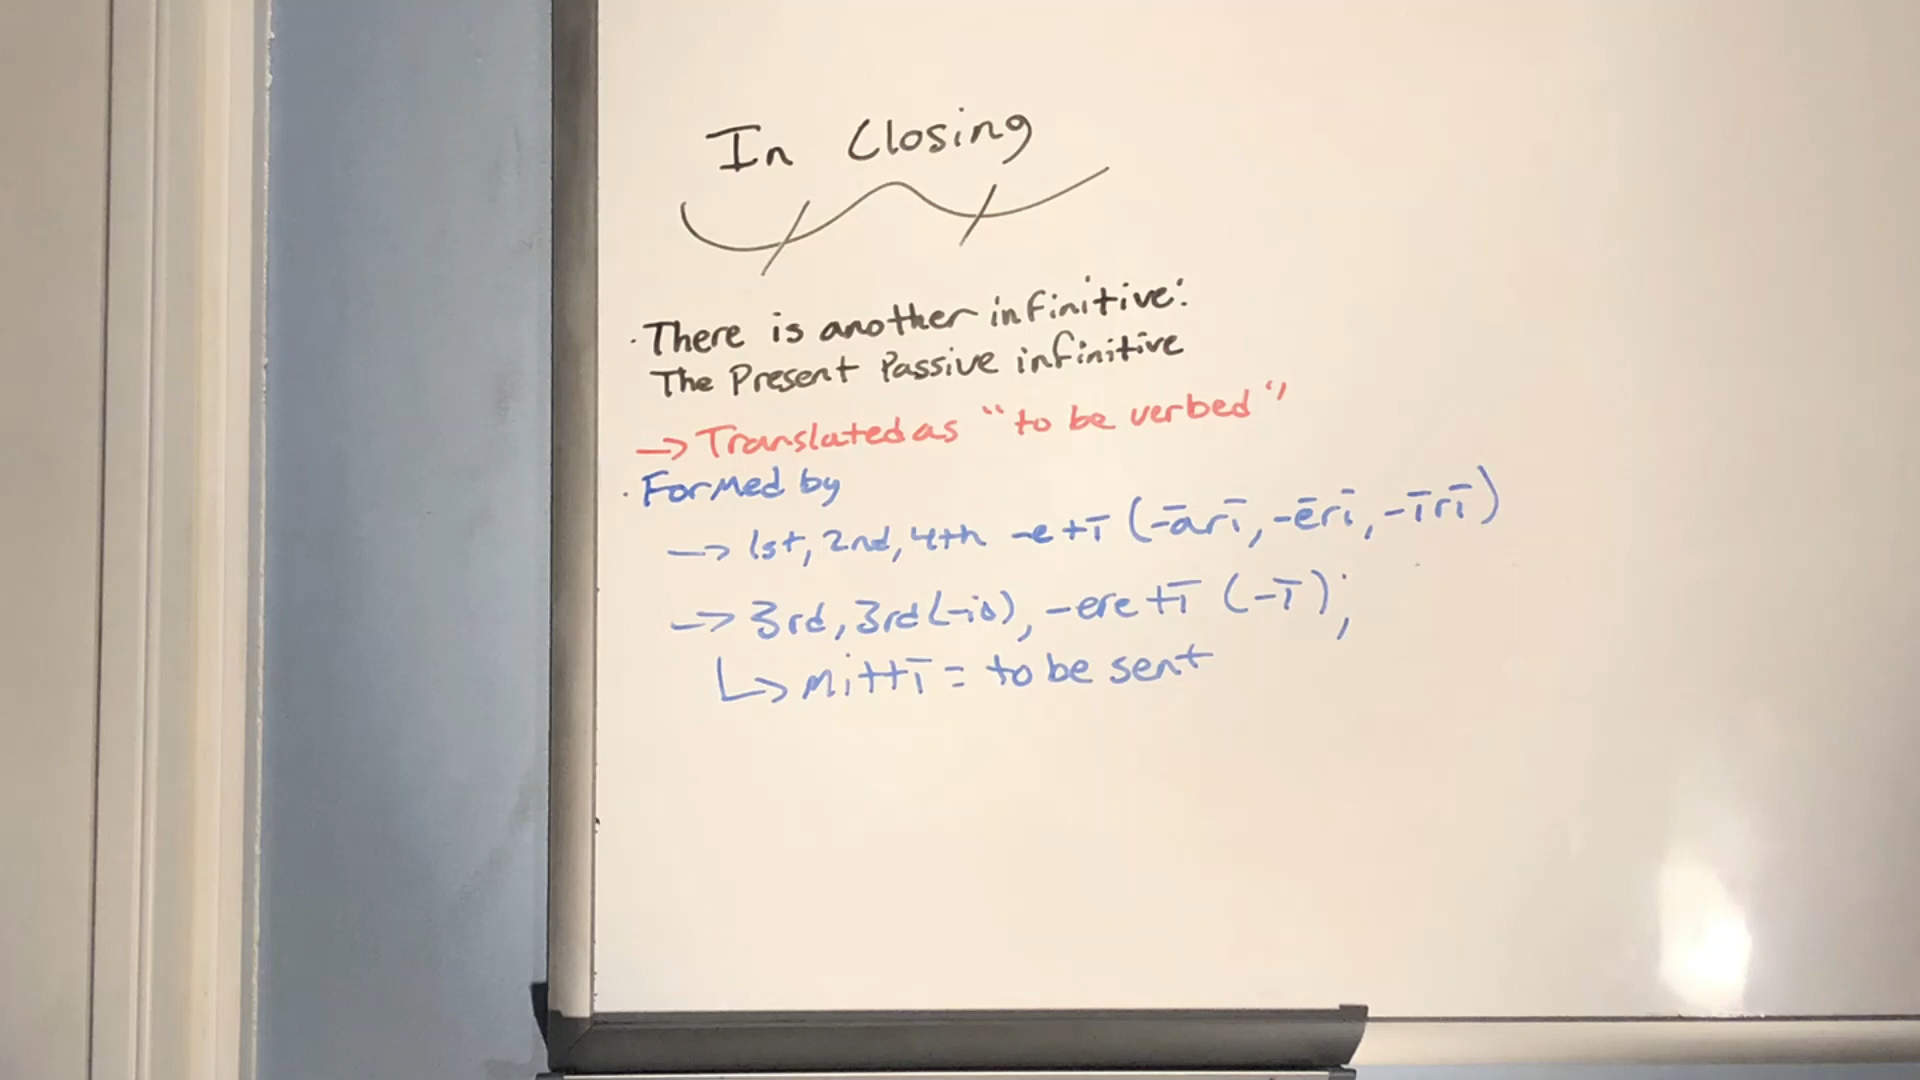 In Closing
· There is another infinitive:
The Present Passive infinitive
→ Translated as "to be verbed"
· Formed by
→ 1st, 2nd, 4th -e +ī (-ārī, -ērī, -īrī)
→ 3rd, 3rd(-io), -ere +ī (-ī);
↳ mittī = to be sent